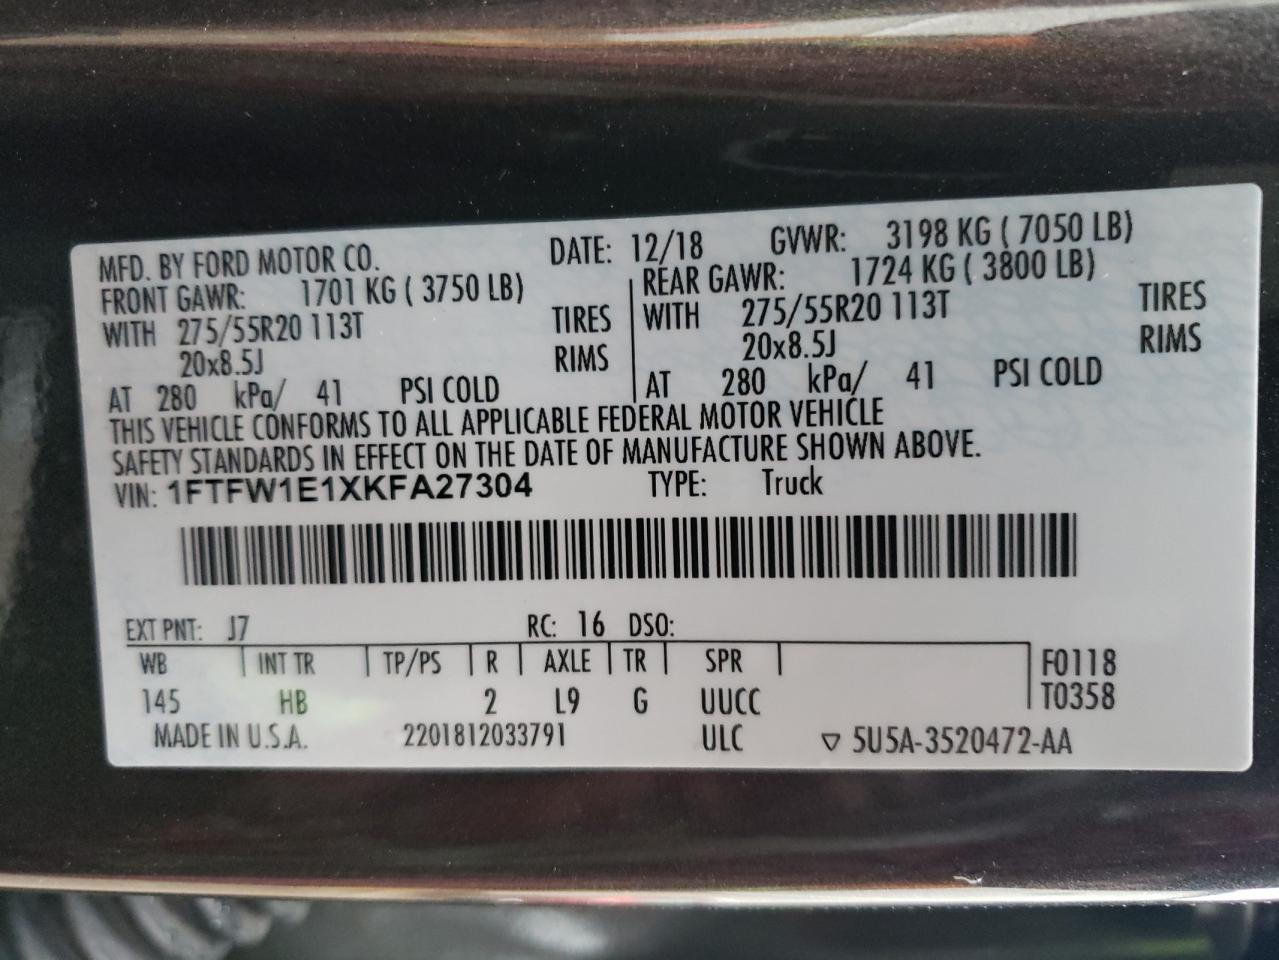 MFD. BY FORD MOTOR CO. DATE: 12/18 GVWR: 3198 KG ( 7050 LB)
FRONT GAWR: 1701 KG ( 3750 LB) REAR GAWR: 1724 KG ( 3800 LB)
WITH 275/55R20 113T TIRES WITH 275/55R20 113T TIRES
20x8.5J RIMS 20x8.5J RIMS
AT 280 kPa/ 41 PSI COLD AT 280 kPa/ 41 PSI COLD
THIS VEHICLE CONFORMS TO ALL APPLICABLE FEDERAL MOTOR VEHICLE
SAFETY STANDARDS IN EFFECT ON THE DATE OF MANUFACTURE SHOWN ABOVE.
VIN: 1FTFW1E1XKFA27304 TYPE: Truck
EXT PNT: J7 RC: 16 DSO:
WB INT TR TP/PS R AXLE TR SPR F0118
145 HB 2 L9 G UUCC T0358
MADE IN U.S.A. 2201812033791 ULC ▽ 5U5A-3520472-AA